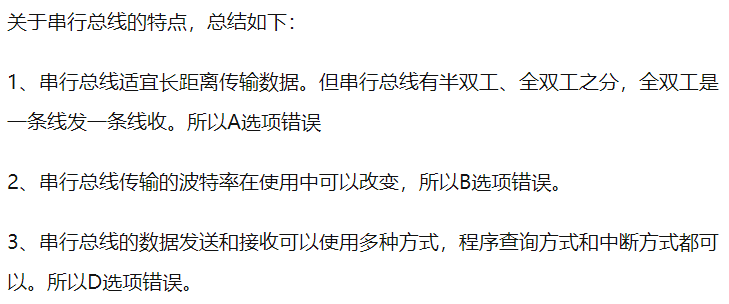 关于串行总线的特点，总结如下：
1、串行总线适宜长距离传输数据。但串行总线有半双工、全双工之分，全双工是
一条线发一条线收。所以A选项错误
2、串行总线传输的波特率在使用中可以改变，所以B选项错误。
3、串行总线的数据发送和接收可以使用多种方式，程序查询方式和中断方式都可
以。所以D选项错误。